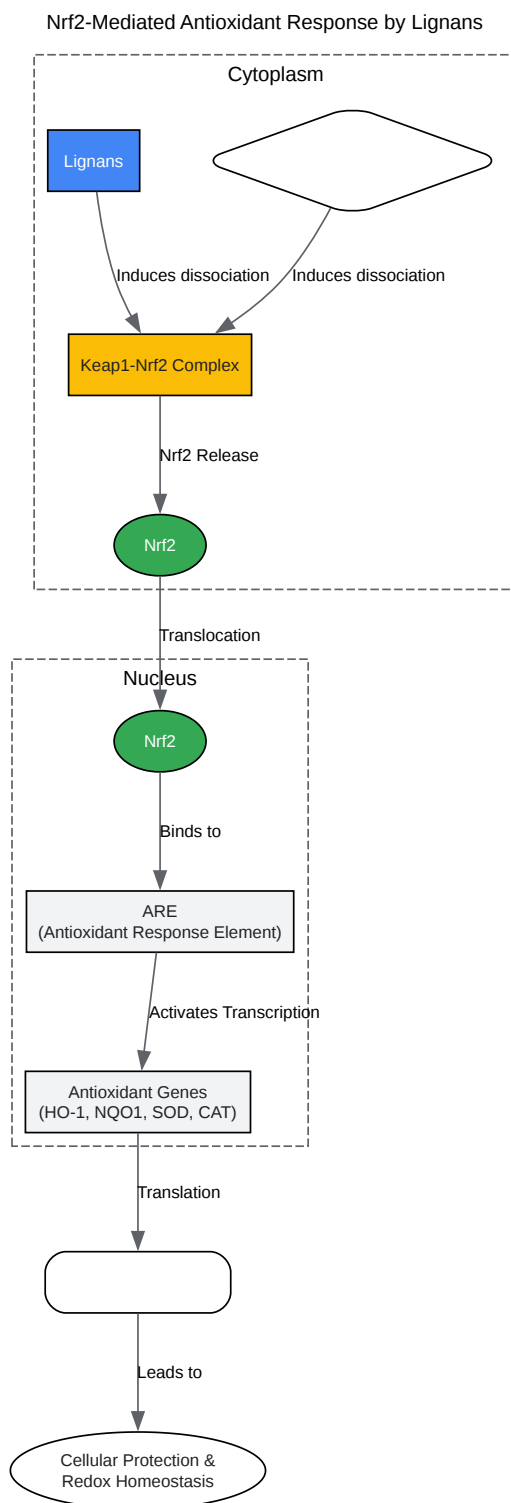 Nrf2-Mediated Antioxidant Response by Lignans
Cytoplasm
Lignans
Induces dissociation
Induces dissociation
Keap1-Nrf2 Complex
Nrf2 Release
Nrf2
Translocation
Nucleus
Nrf2
Binds to
ARE
(Antioxidant Response Element)
Activates Transcription
Antioxidant Genes
(HO-1, NQO1, SOD, CAT)
Translation
Leads to
Cellular Protection &
Redox Homeostasis